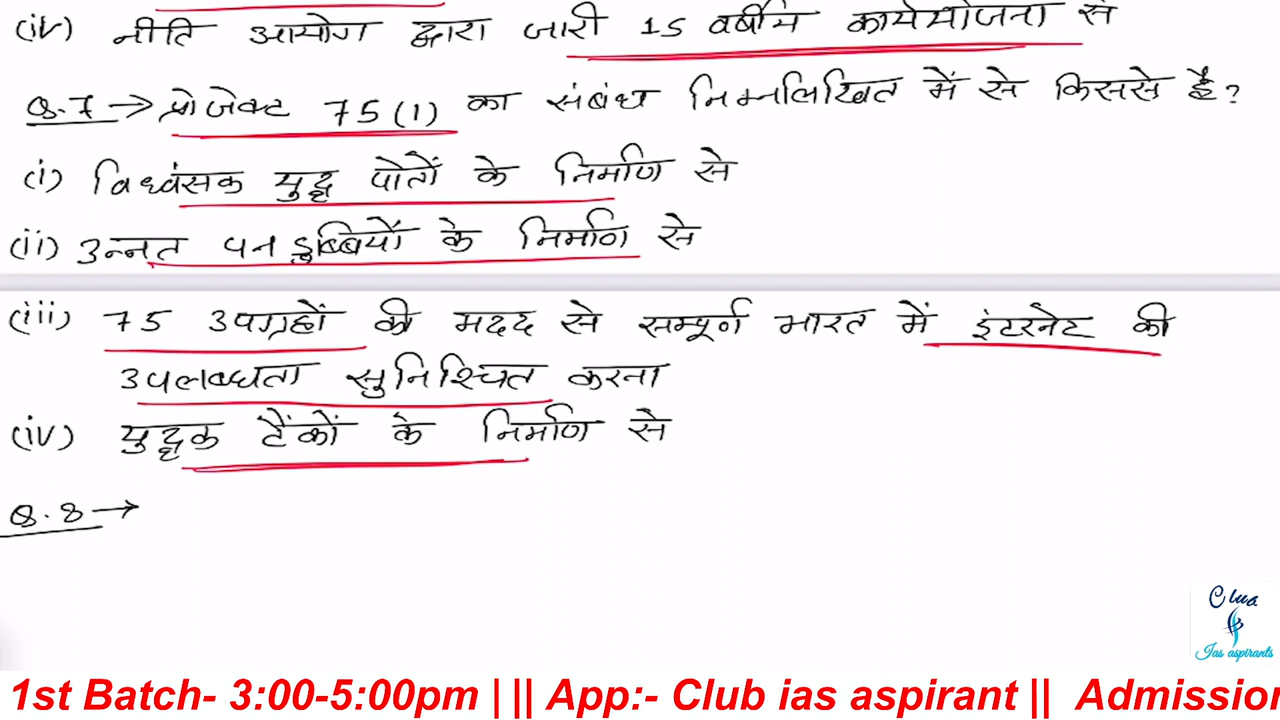 (iv) नीति आयोग द्वारा जारी 15 वर्षीय कार्ययोजना से
Q.7 → प्रोजेक्ट 75(1) का संबंध निम्नलिखित में से किससे है?
(i) विध्वंसक युद्ध पोतों के निर्माण से
(ii) उन्नत पनडुब्बियों के निर्माण से
(iii) 75 उपग्रहों की मदद से सम्पूर्ण भारत में इंटरनेट की
उपलब्धता सुनिश्चित करना
(iv) युद्धक टैंकों के निर्माण से
Q.8 →
Club
Ias aspirants
1st Batch- 3:00-5:00pm | || App:- Club ias aspirant || Admission